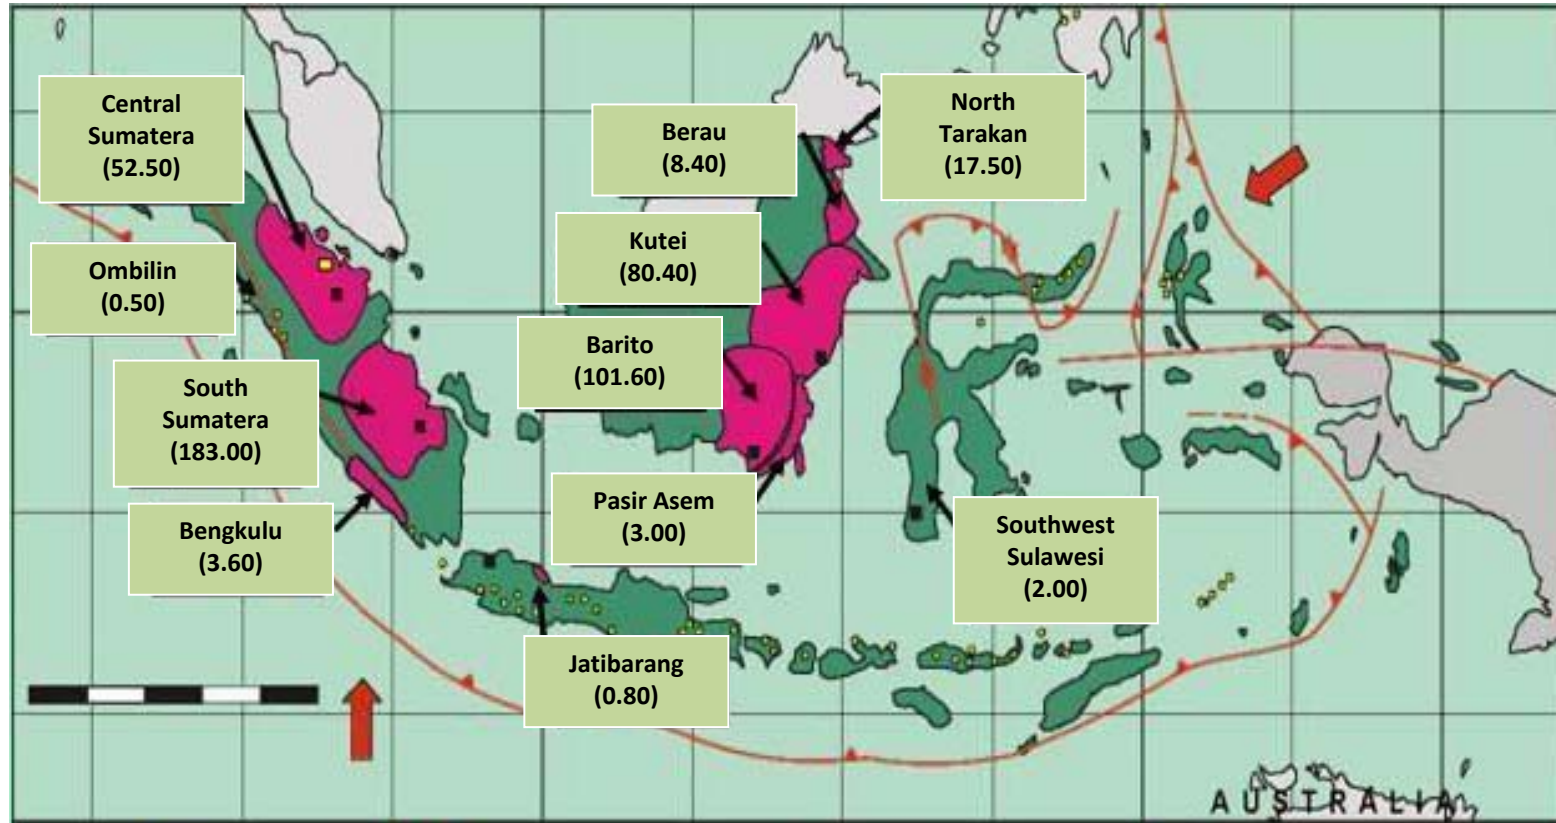 Central
Sumatera
(52.50)
Ombilin
(0.50)
South
Sumatera
(183.00)
Bengkulu
(3.60)
Jatibarang
(0.80)
Berau
(8.40)
North
Tarakan
(17.50)
Kutei
(80.40)
Barito
(101.60)
Pasir Asem
(3.00)
Southwest
Sulawesi
(2.00)
AUSTRALIA